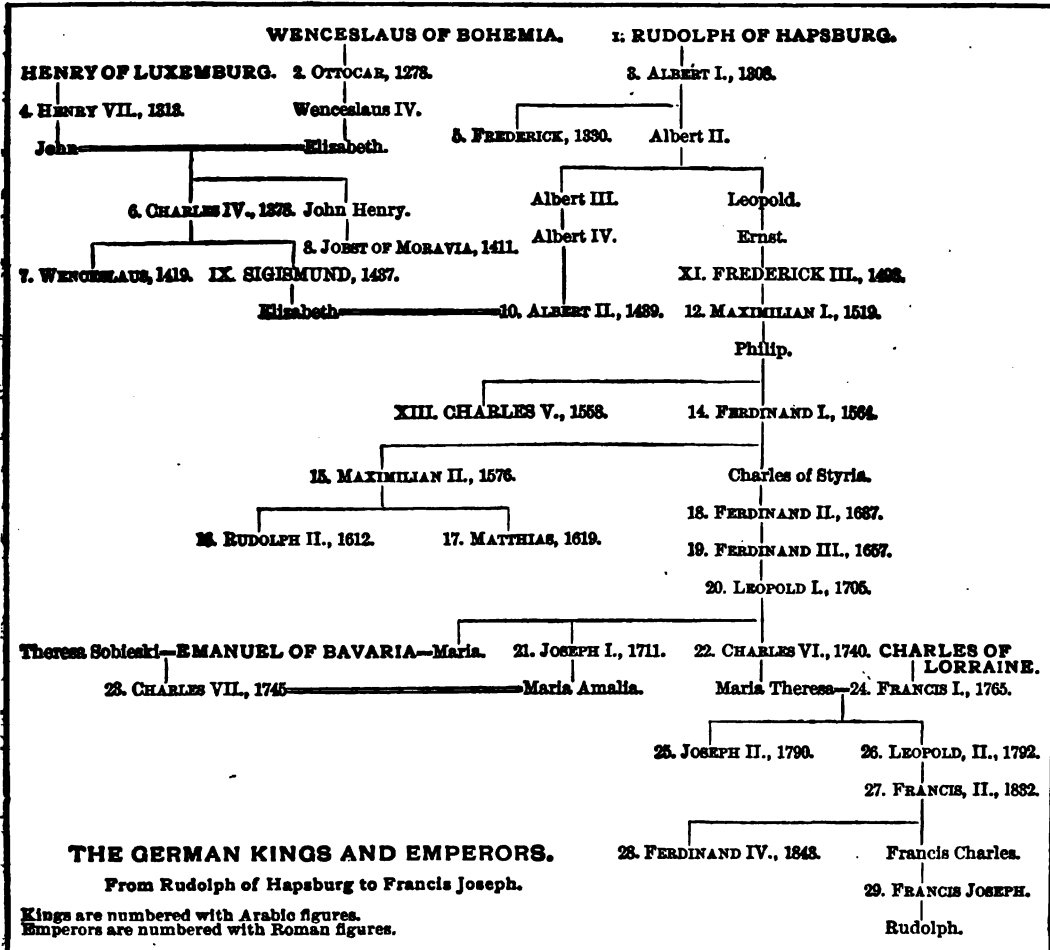 WENCESLAUS OF BOHEMIA. 1. RUDOLPH OF HAPSBURG.
HENRY OF LUXEMBURG. 2. OTTOCAR, 1278. 3. ALBERT I., 1308.
4. HENRY VII., 1313. Wenceslaus IV.
5. FREDERICK, 1330. Albert II.
John Elizabeth.
Albert III. Leopold.
6. CHARLES IV., 1378. John Henry.
Albert IV. Ernst.
8. JOBST OF MORAVIA, 1411.
7. WENCESLAUS, 1419. IX. SIGISMUND, 1437. XI. FREDERICK III., 1493.
Elizabeth 10. ALBERT II., 1439. 12. MAXIMILIAN I., 1519.
Philip.
XIII. CHARLES V., 1558. 14. FERDINAND I., 1564.
15. MAXIMILIAN II., 1576. Charles of Styria.
18. FERDINAND II., 1637.
16. RUDOLPH II., 1612. 17. MATTHIAS, 1619.
19. FERDINAND III., 1657.
20. LEOPOLD I., 1705.
Theresa Sobieski EMANUEL OF BAVARIA Maria. 21. JOSEPH I., 1711. 22. CHARLES VI., 1740. CHARLES OF
LORRAINE.
23. CHARLES VII., 1745 Maria Amalia. Maria Theresa 24. FRANCIS I., 1765.
25. JOSEPH II., 1790. 26. LEOPOLD, II., 1792.
27. FRANCIS, II., 1832.
THE GERMAN KINGS AND EMPERORS. 28. FERDINAND IV., 1848. Francis Charles.
From Rudolph of Hapsburg to Francis Joseph. 29. FRANCIS JOSEPH.
Kings are numbered with Arabic figures.
Emperors are numbered with Roman figures. Rudolph.